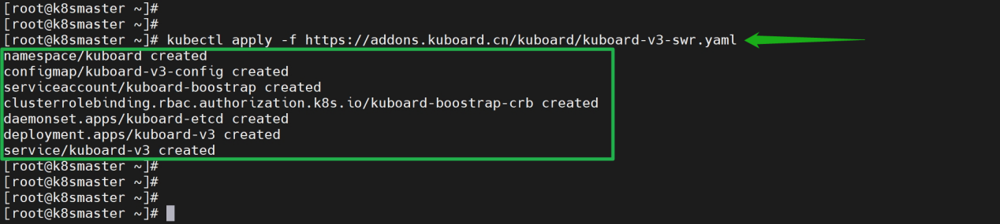 [root@k8smaster ~]#
[root@k8smaster ~]#
[root@k8smaster ~]# kubectl apply -f https://addons.kuboard.cn/kuboard/kuboard-v3-swr.yaml
namespace/kuboard created
configmap/kuboard-v3-config created
serviceaccount/kuboard-boostrap created
clusterrolebinding.rbac.authorization.k8s.io/kuboard-boostrap-crb created
daemonset.apps/kuboard-etcd created
deployment.apps/kuboard-v3 created
service/kuboard-v3 created
[root@k8smaster ~]#
[root@k8smaster ~]#
[root@k8smaster ~]#
[root@k8smaster ~]#